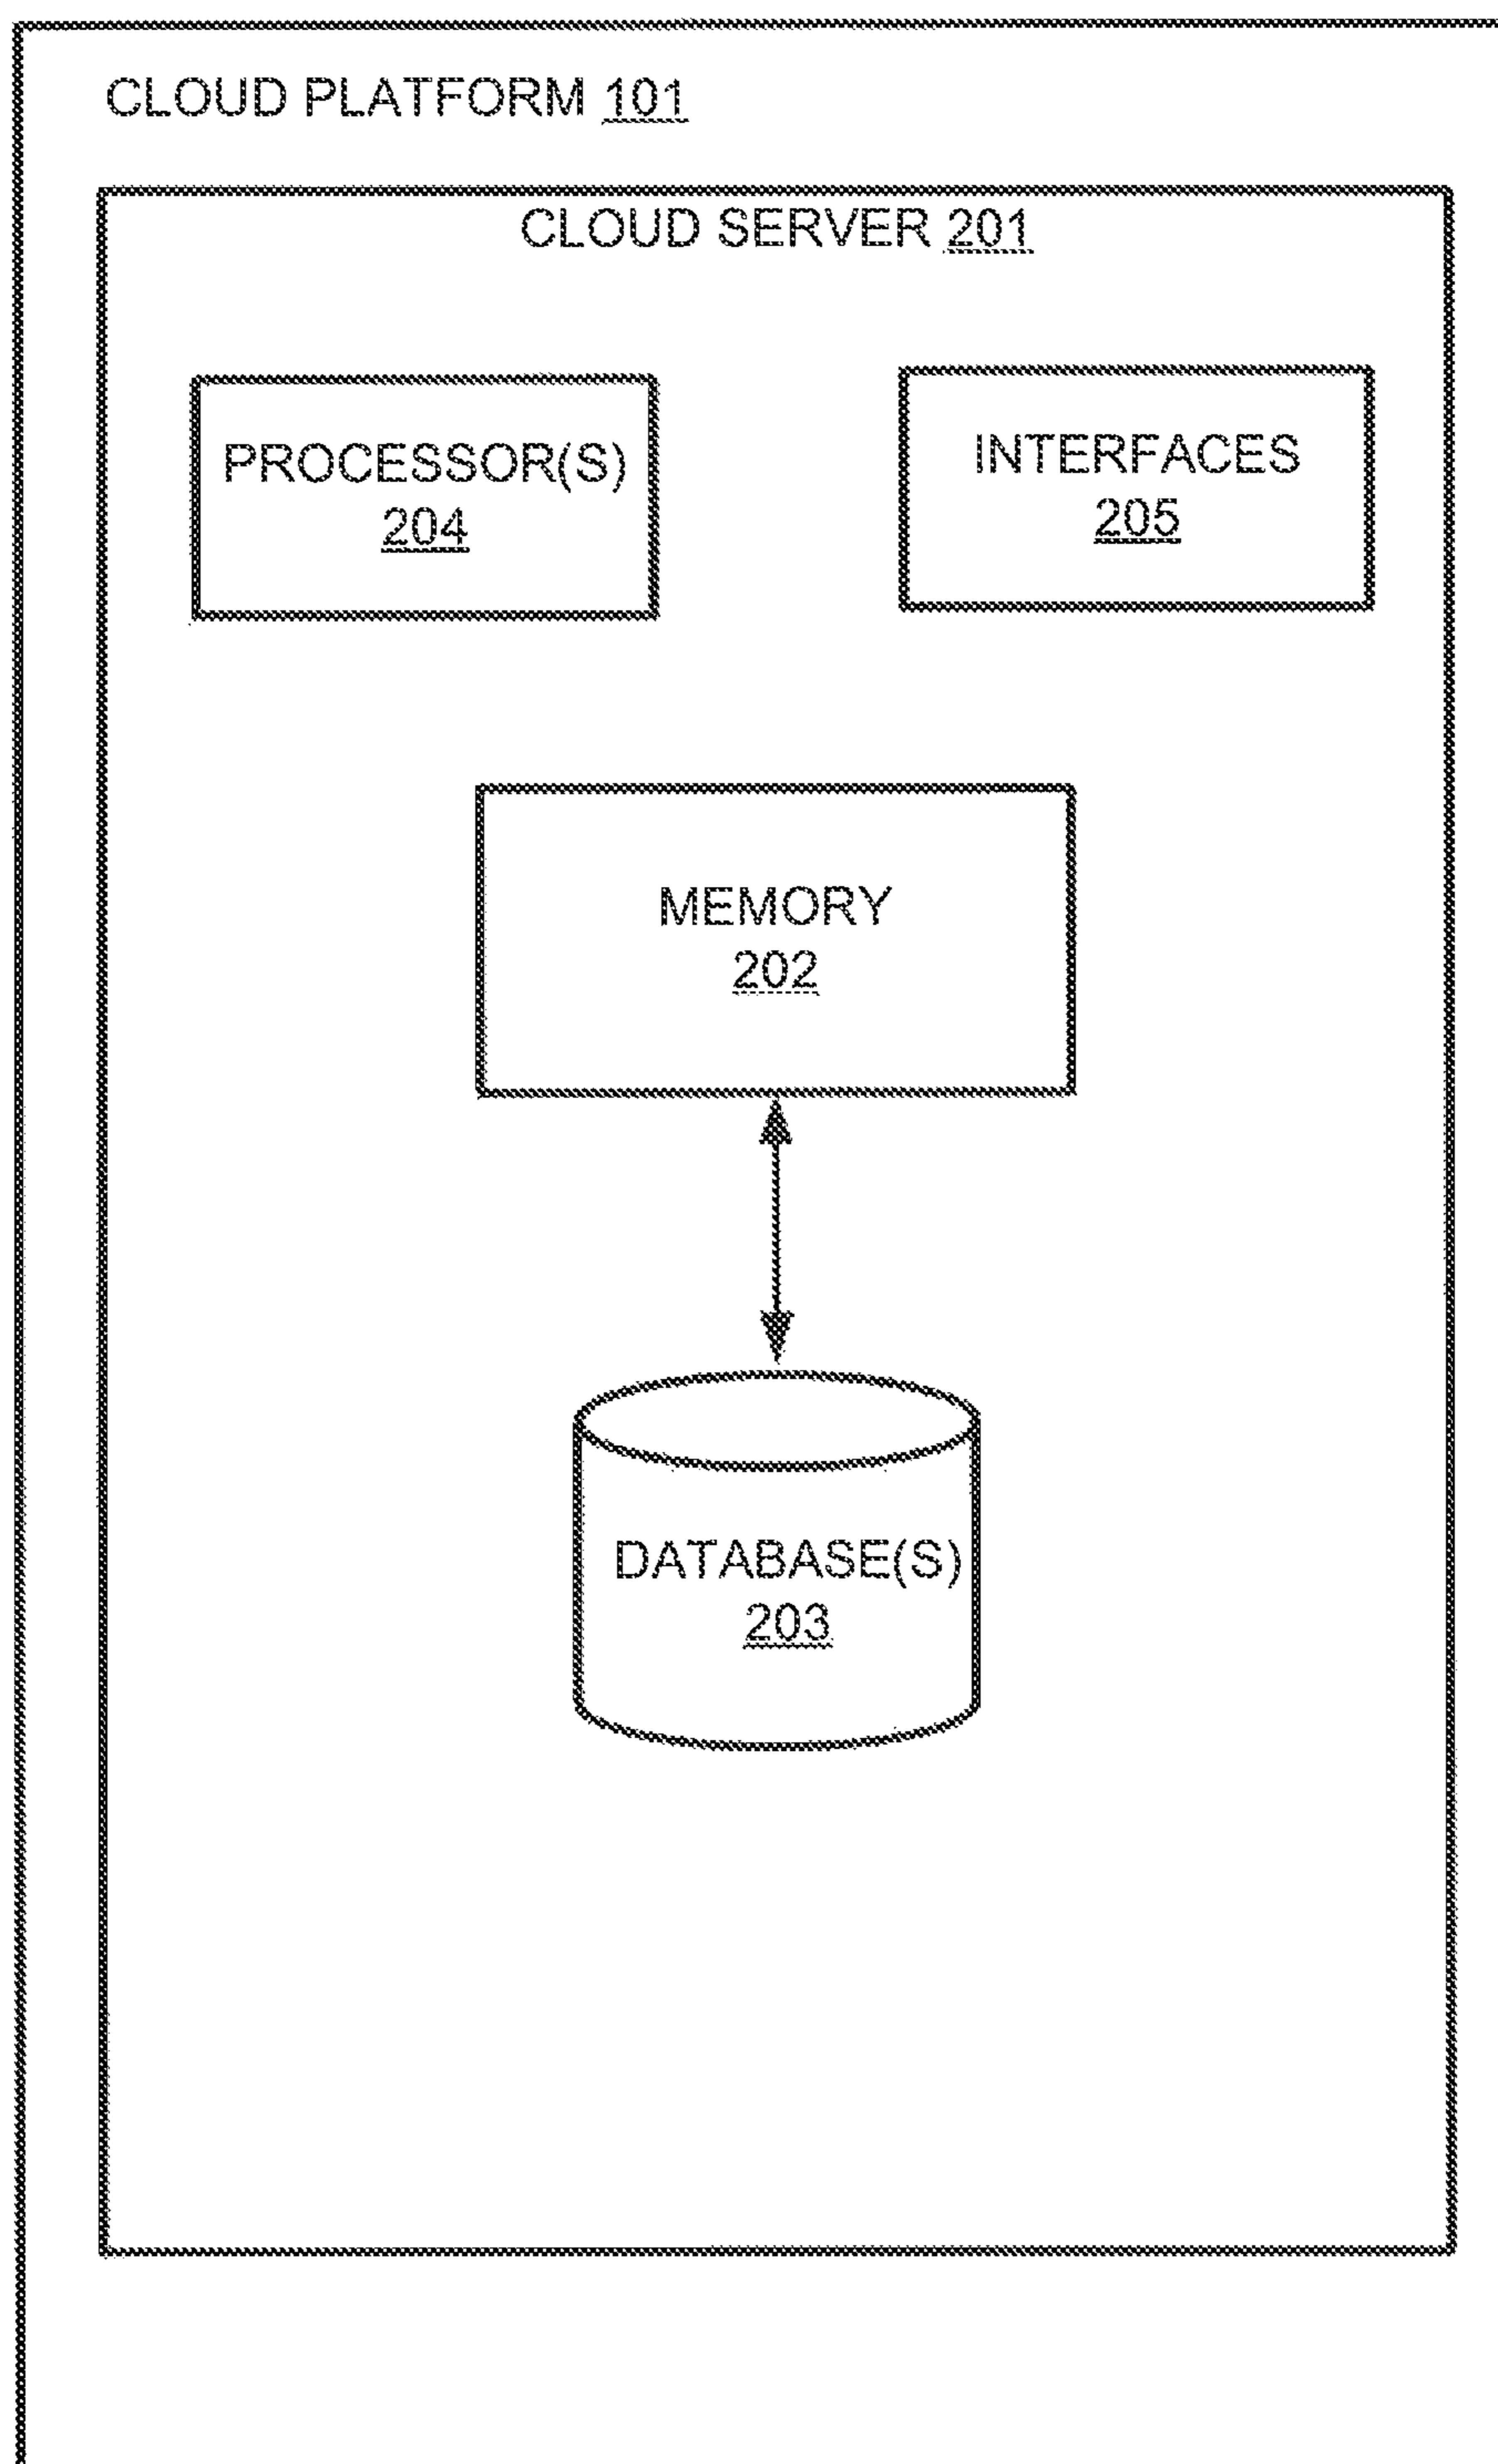 CLOUD PLATFORM 101
CLOUD SERVER 201
PROCESSOR(S)
204
INTERFACES
205
MEMORY
202
DATABASE(S)
203